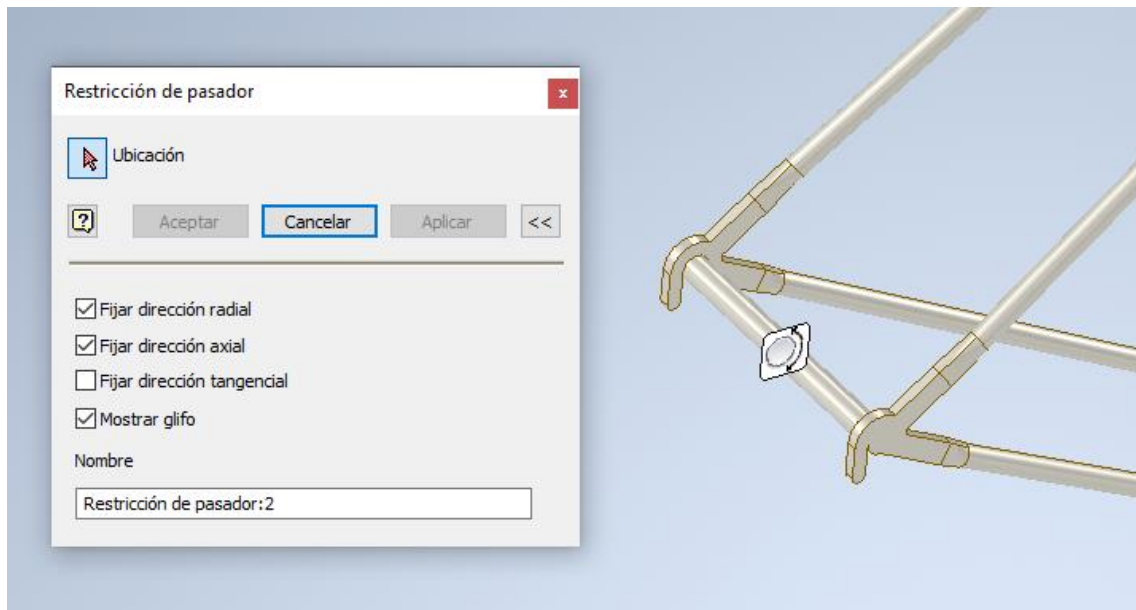 Restricción de pasador
x
Ubicación
?
Aceptar
Cancelar
Aplicar
<<
Fijar dirección radial
Fijar dirección axial
Fijar dirección tangencial
Mostrar glifo
Nombre
Restricción de pasador:2